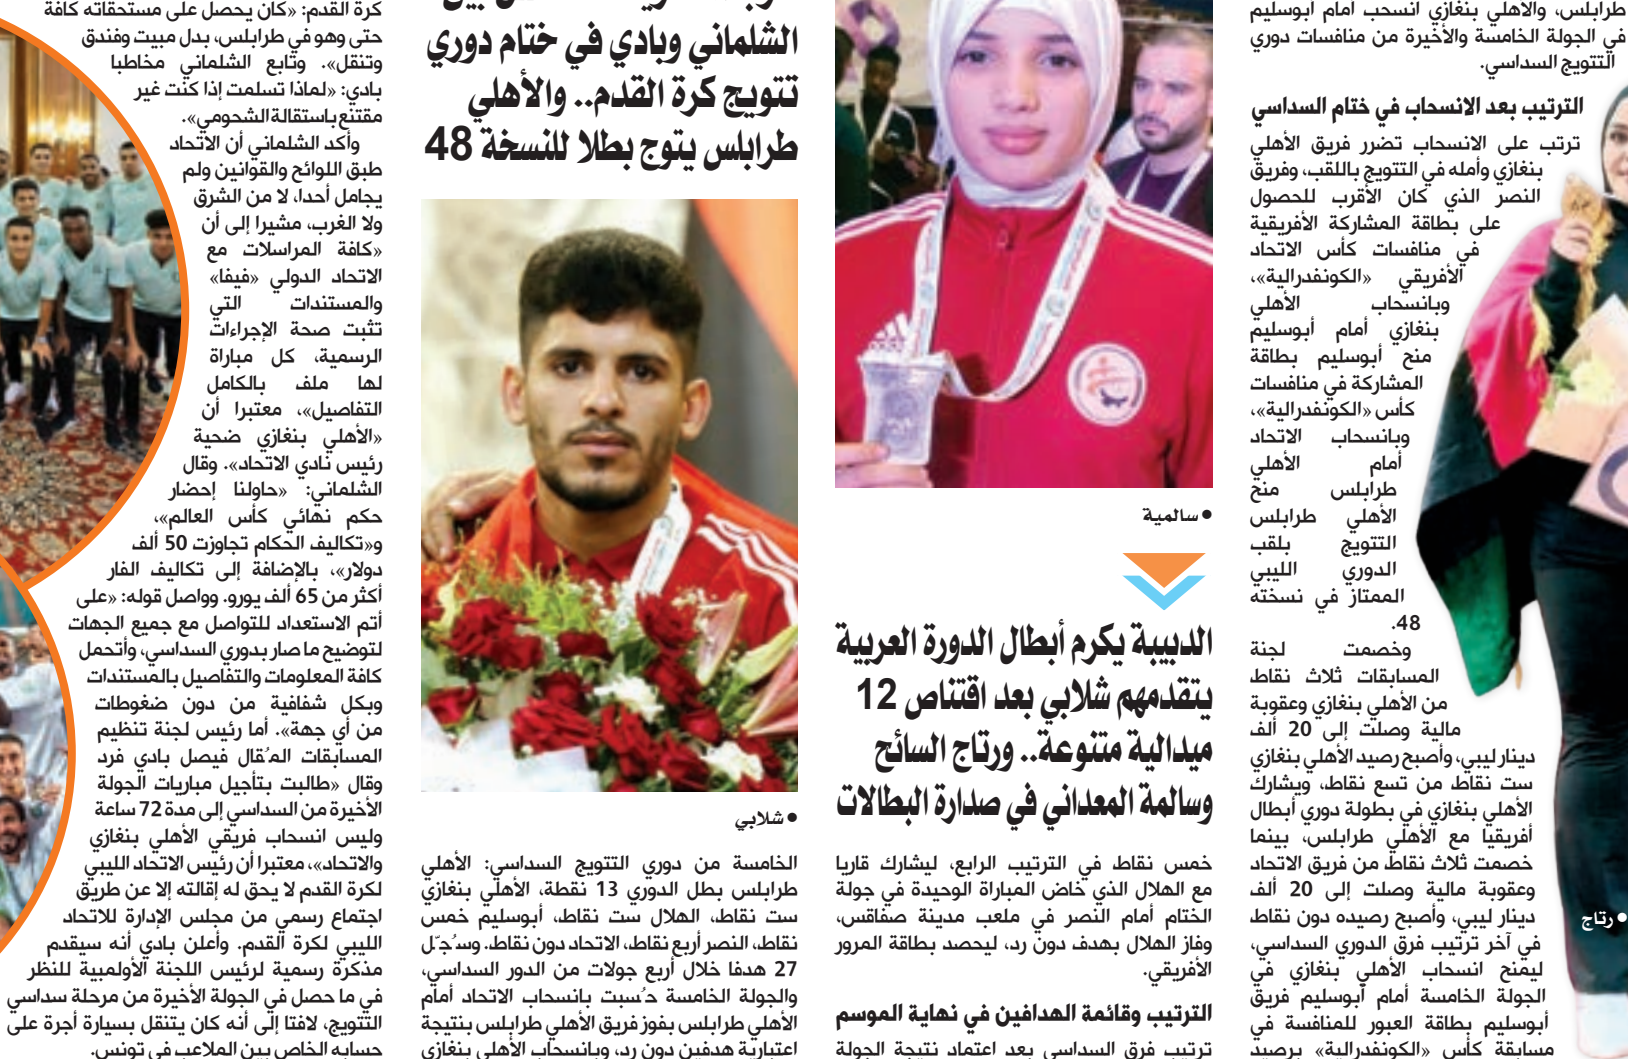 طرابلس، والأهلي بنغازي انسحب أمام أبوسليم
في الجولة الخامسة والأخيرة من منافسات دوري
التتويج السداسي.
الترتيب بعد الانسحاب في ختام السداسي
ترتب على الانسحاب تضرر فريق الأهلي
بنغازي وأمله في التتويج باللقب، وفريق
النصر الذي كان الأقرب للحصول
على بطاقة المشاركة الأفريقية
في منافسات كأس الاتحاد
الأفريقي «الكونفدرالية»،
وبانسحاب الأهلي
بنغازي أمام أبوسليم
منح أبوسليم بطاقة
المشاركة في منافسات
كأس «الكونفدرالية»،
وبانسحاب الاتحاد
أمام الأهلي
طرابلس منح
الأهلي طرابلس
التتويج بلقب
الدوري الليبي
الممتاز في نسخته
48.
وخصمت لجنة
المسابقات ثلاث نقاط
من الأهلي بنغازي وعقوبة
مالية وصلت إلى 20 ألف
دينار ليبي، وأصبح رصيد الأهلي بنغازي
ست نقاط من تسع نقاط، ويشارك
الأهلي بنغازي في بطولة دوري أبطال
أفريقيا مع الأهلي طرابلس، بينما
خصمت ثلاث نقاط من فريق الاتحاد
وعقوبة مالية وصلت إلى 20 ألف
دينار ليبي، وأصبح رصيده دون نقاط
في آخر ترتيب فرق الدوري السداسي،
ليمنح انسحاب الأهلي بنغازي في
الجولة الخامسة أمام أبوسليم فريق
أبوسليم بطاقة العبور للمنافسة في
مسابقة كأس «الكونفدرالية» برصيد
● رتاج
● سالمية
الدبيبة يكرم أبطال الدورة العربية
يتقدمهم شلابي بعد اقتناص 12
ميدالية متنوعة.. ورتاج السائح
وسالمة المعداني في صدارة البطالات
خمس نقاط في الترتيب الرابع، ليشارك قاريا
مع الهلال الذي خاض المباراة الوحيدة في جولة
الختام أمام النصر في ملعب مدينة صفاقس،
وفاز الهلال بهدف دون رد، ليحصد بطاقة المرور
الأفريقي.
الترتيب وقائمة الهدافين في نهاية الموسم
ترتيب فرق السداسي بعد اعتماد نتيجة الجولة
الشلماني وبادي في ختام دوري
تتويج كرة القدم.. والأهلي
طرابلس يتوج بطلا للنسخة 48
● شلابي
الخامسة من دوري التتويج السداسي: الأهلي
طرابلس بطل الدوري 13 نقطة، الأهلي بنغازي
ست نقاط، الهلال ست نقاط، أبوسليم خمس
نقاط، النصر أربع نقاط، الاتحاد دون نقاط. وسُجّل
27 هدفا خلال أربع جولات من الدور السداسي،
والجولة الخامسة حُسبت بانسحاب الاتحاد أمام
الأهلي طرابلس بفوز فريق الأهلي طرابلس بنتيجة
اعتبارية هدفين دون رد، وبانسحاب الأهلي بنغازي
كرة القدم: «كان يحصل على مستحقاته كافة
حتى وهو في طرابلس، بدل مبيت وفندق
وتنقل». وتابع الشلماني مخاطبا
بادي: «لماذا تسلمت إذا كنت غير
مقتنع باستقالة الشحومي».
وأكد الشلماني أن الاتحاد
طبق اللوائح والقوانين ولم
يجامل أحدا، لا من الشرق
ولا الغرب، مشيرا إلى أن
«كافة المراسلات مع
الاتحاد الدولي «فيفا»
والمستندات التي
تثبت صحة الإجراءات
الرسمية، كل مباراة
لها ملف بالكامل
التفاصيل»، معتبرا أن
«الأهلي بنغازي ضحية
رئيس نادي الاتحاد». وقال
الشلماني: «حاولنا إحضار
حكم نهائي كأس العالم»،
و«تكاليف الحكام تجاوزت 50 ألف
دولار»، بالإضافة إلى تكاليف الفار
أكثر من 65 ألف يورو. وواصل قوله: «على
أتم الاستعداد للتواصل مع جميع الجهات
لتوضيح ما صار بدوري السداسي، وأتحمل
كافة المعلومات والتفاصيل بالمستندات
وبكل شفافية من دون ضغوطات
من أي جهة». أما رئيس لجنة تنظيم
المسابقات المُقال فيصل بادي فرد
وقال «طالبت بتأجيل مباريات الجولة
الأخيرة من السداسي إلى مدة 72 ساعة
وليس انسحاب فريقي الأهلي بنغازي
والاتحاد»، معتبرا أن رئيس الاتحاد الليبي
لكرة القدم لا يحق له إقالته إلا عن طريق
اجتماع رسمي من مجلس الإدارة للاتحاد
الليبي لكرة القدم. وأعلن بادي أنه سيقدم
مذكرة رسمية لرئيس اللجنة الأولمبية للنظر
في ما حصل في الجولة الأخيرة من مرحلة سداسي
التتويج، لافتا إلى أنه كان يتنقل بسيارة أجرة على
حسابه الخاص بين الملاعب في تونس.